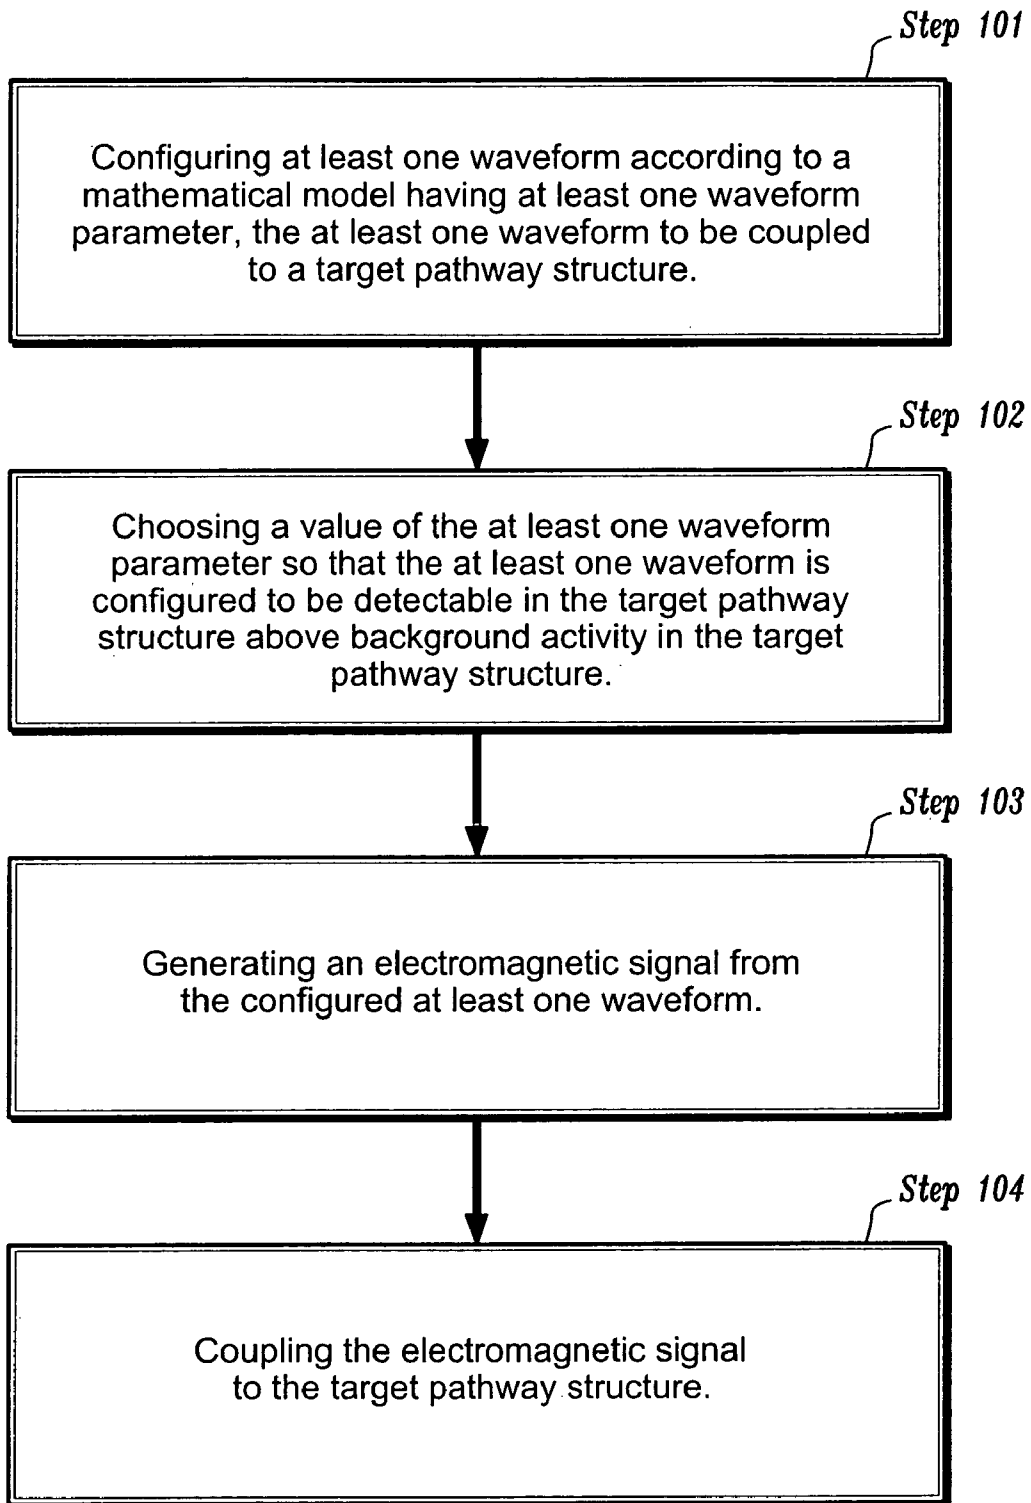 Step 101
Configuring at least one waveform according to a
mathematical model having at least one waveform
parameter, the at least one waveform to be coupled
to a target pathway structure.
Step 102
Choosing a value of the at least one waveform
parameter so that the at least one waveform is
configured to be detectable in the target pathway
structure above background activity in the target
pathway structure.
Step 103
Generating an electromagnetic signal from
the configured at least one waveform.
Step 104
Coupling the electromagnetic signal
to the target pathway structure.